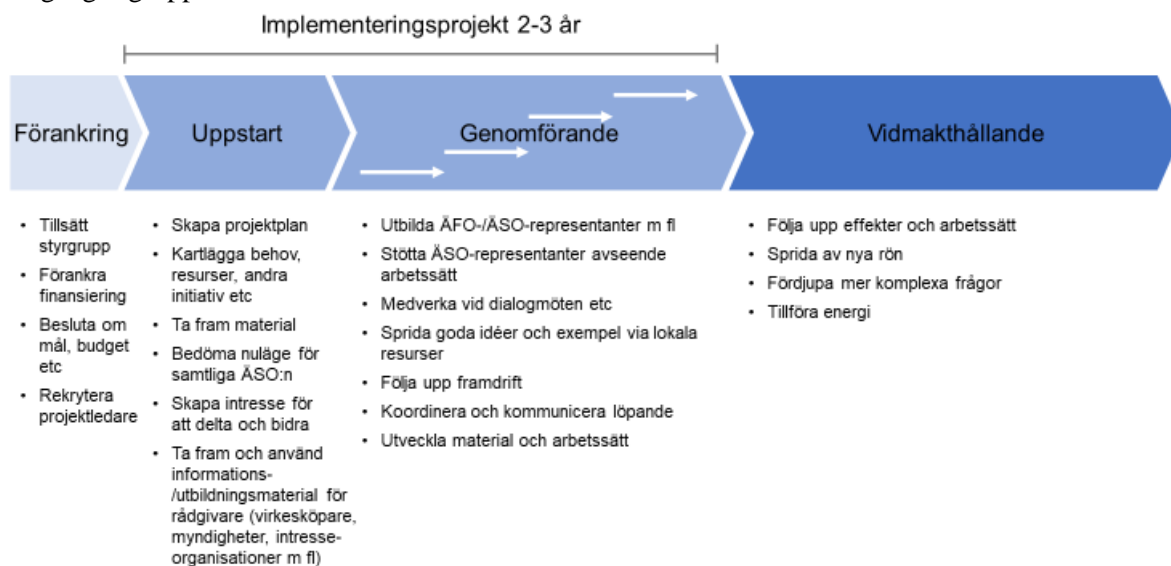 Implementeringsprojekt 2-3 år
Förankring
Uppstart
Genomförande
Vidmakthållande
• Tillsätt
styrgrupp
• Förankra
finansiering
• Besluta om
mål, budget
etc
• Rekrytera
projektledare
• Skapa projektplan
• Kartlägga behov,
resurser, andra
initiativ etc
• Ta fram material
• Bedöma nuläge för
samtliga ÄSO:n
• Skapa intresse för
att delta och bidra
• Ta fram och använd
informations-
/utbildningsmaterial för
rådgivare (virkesköpare,
myndigheter, intresse-
organisationer m fl)
• Utbilda ÄFO-/ÄSO-representanter m fl
• Stötta ÄSO-representanter avseende
arbetssätt
• Medverka vid dialogmöten etc
• Sprida goda idéer och exempel via lokala
resurser
• Följa upp framdrift
• Koordinera och kommunicera löpande
• Utveckla material och arbetssätt
• Följa upp effekter och arbetssätt
• Sprida av nya rön
• Fördjupa mer komplexa frågor
• Tillföra energi